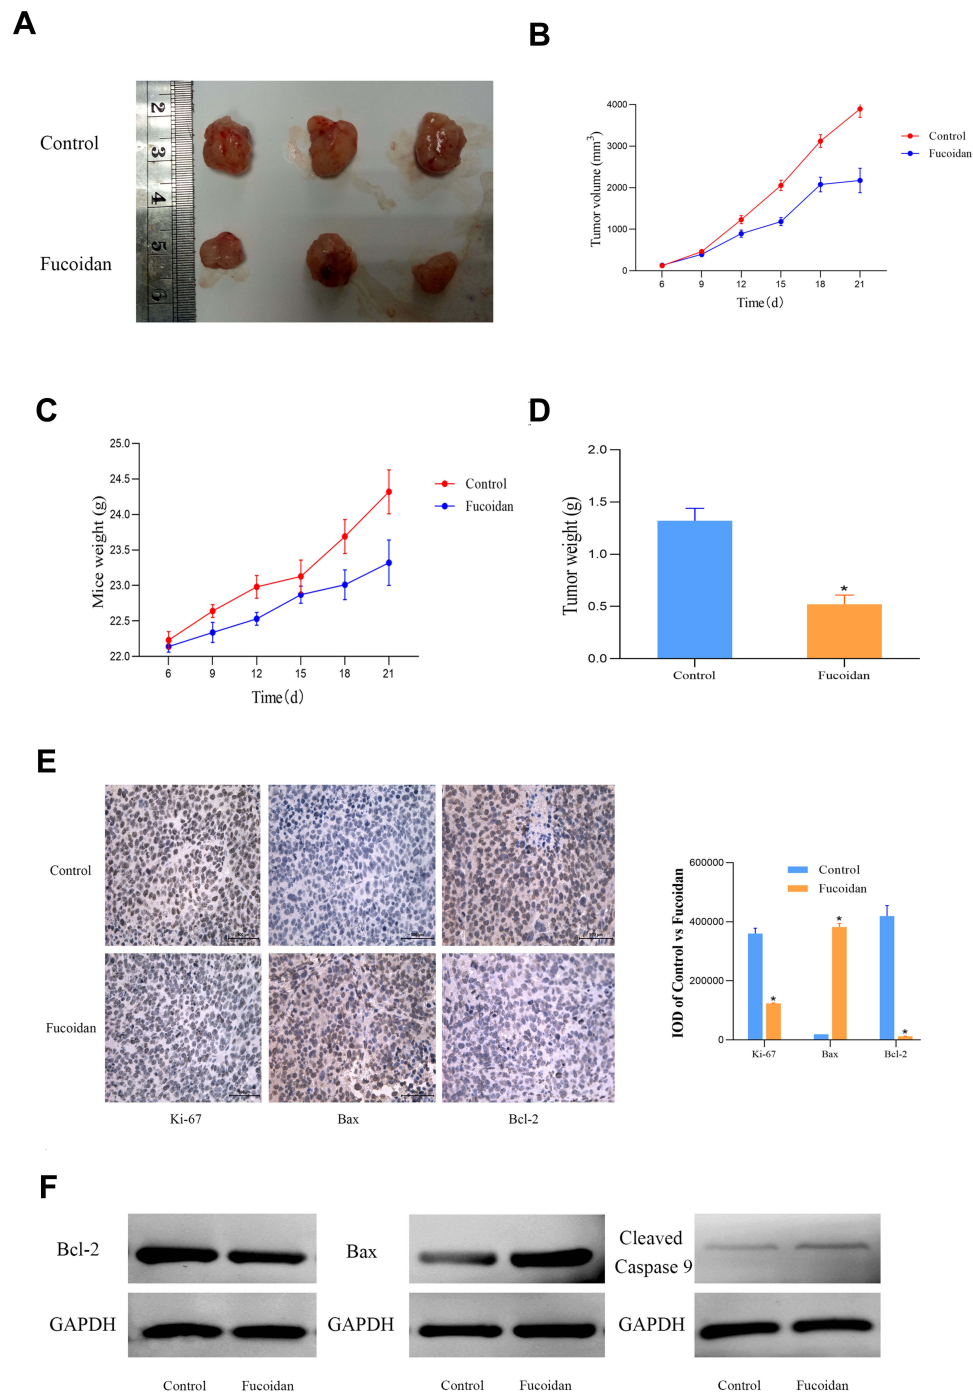 A
Control
Fucoidan
2
3
4
5
6
B
Tumor volume (mm3)
4000
3000
2000
1000
0
6 9 12 15 18 21
Time(d)
Control
Fucoidan
C
Mice weight (g)
25.0
24.5
24.0
23.5
23.0
22.5
22.0
6 9 12 15 18 21
Time(d)
Control
Fucoidan
D
Tumor weight (g)
2.0
1.5
1.0
0.5
0.0
*
Control Fucoidan
E
Control
Fucoidan
Ki-67 Bax Bcl-2
IOD of Control vs Fucoidan
600000
400000
200000
0
Control
Fucoidan
* * *
Ki-67 Bax Bcl-2
F
Bcl-2
GAPDH
Control Fucoidan
Bax
GAPDH
Control Fucoidan
Cleaved
Caspase 9
GAPDH
Control Fucoidan